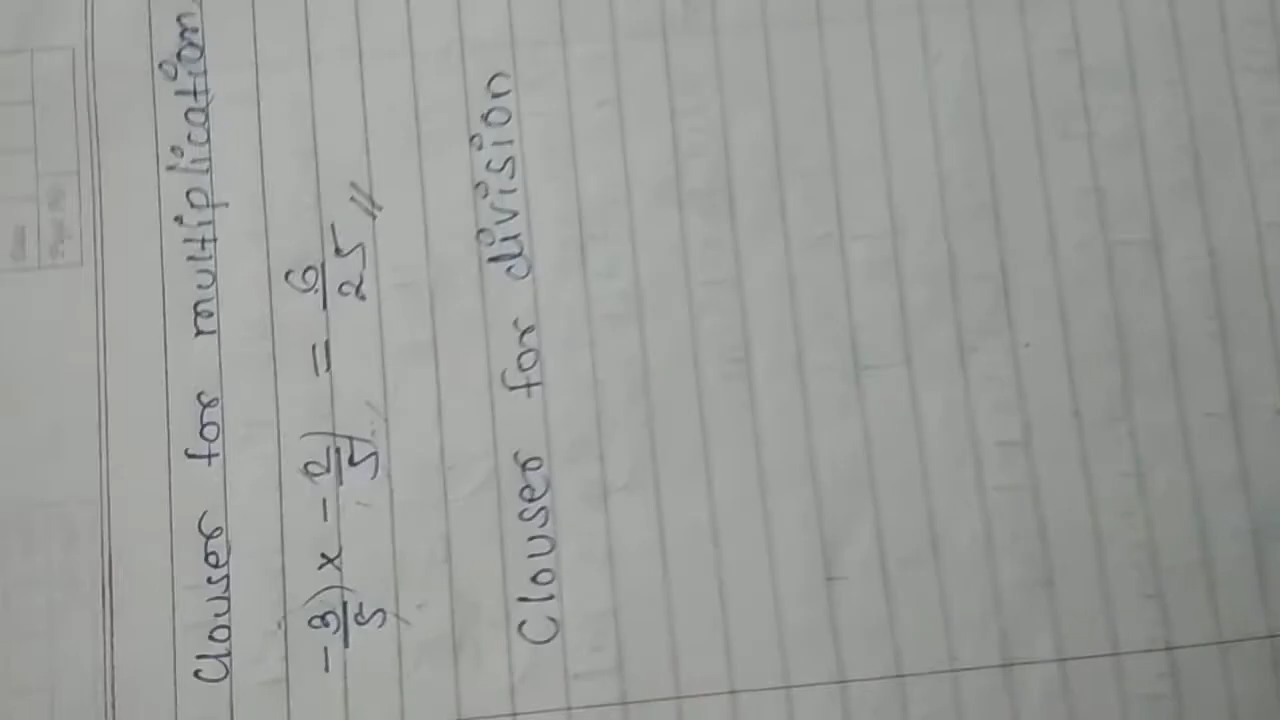 Clouser for multiplication
-3/5) x -2/5) = 6/25 //
Clouser for division